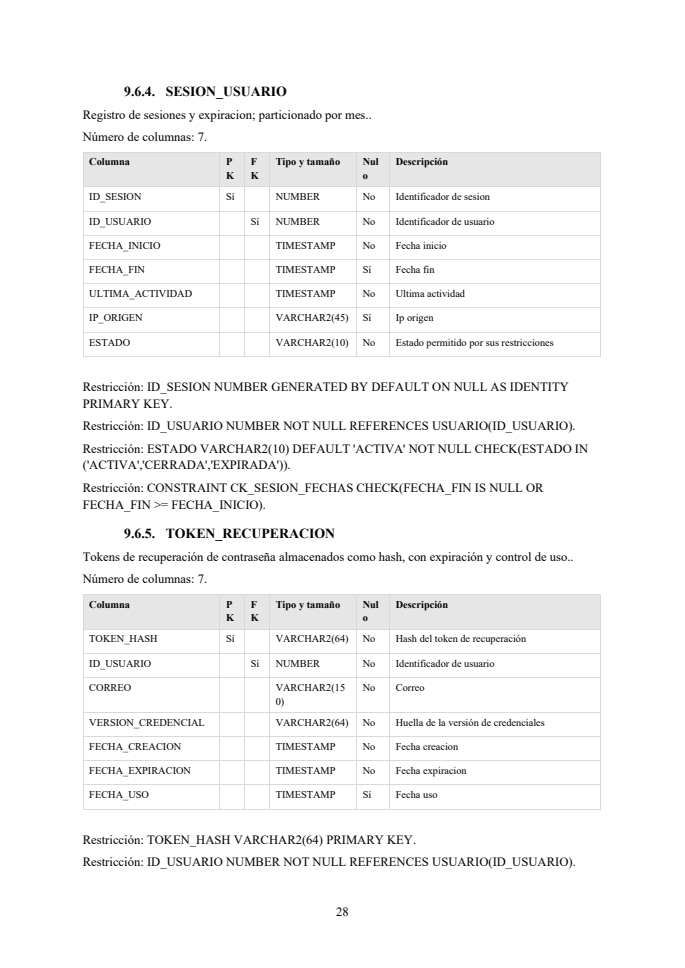 9.6.4. SESION_USUARIO
Registro de sesiones y expiracion; particionado por mes..
Número de columnas: 7.
Columna P K F K Tipo y tamaño Nul o Descripción
ID_SESION Sí NUMBER No Identificador de sesion
ID_USUARIO Sí NUMBER No Identificador de usuario
FECHA_INICIO TIMESTAMP No Fecha inicio
FECHA_FIN TIMESTAMP Sí Fecha fin
ULTIMA_ACTIVIDAD TIMESTAMP No Ultima actividad
IP_ORIGEN VARCHAR2(45) Sí Ip origen
ESTADO VARCHAR2(10) No Estado permitido por sus restricciones
Restricción: ID_SESION NUMBER GENERATED BY DEFAULT ON NULL AS IDENTITY
PRIMARY KEY.
Restricción: ID_USUARIO NUMBER NOT NULL REFERENCES USUARIO(ID_USUARIO).
Restricción: ESTADO VARCHAR2(10) DEFAULT 'ACTIVA' NOT NULL CHECK(ESTADO IN
('ACTIVA','CERRADA','EXPIRADA')).
Restricción: CONSTRAINT CK_SESION_FECHAS CHECK(FECHA_FIN IS NULL OR
FECHA_FIN >= FECHA_INICIO).
9.6.5. TOKEN_RECUPERACION
Tokens de recuperación de contraseña almacenados como hash, con expiración y control de uso..
Número de columnas: 7.
Columna P K F K Tipo y tamaño Nul o Descripción
TOKEN_HASH Sí VARCHAR2(64) No Hash del token de recuperación
ID_USUARIO Sí NUMBER No Identificador de usuario
CORREO VARCHAR2(15 0) No Correo
VERSION_CREDENCIAL VARCHAR2(64) No Huella de la versión de credenciales
FECHA_CREACION TIMESTAMP No Fecha creacion
FECHA_EXPIRACION TIMESTAMP No Fecha expiracion
FECHA_USO TIMESTAMP Sí Fecha uso
Restricción: TOKEN_HASH VARCHAR2(64) PRIMARY KEY.
Restricción: ID_USUARIO NUMBER NOT NULL REFERENCES USUARIO(ID_USUARIO).
28